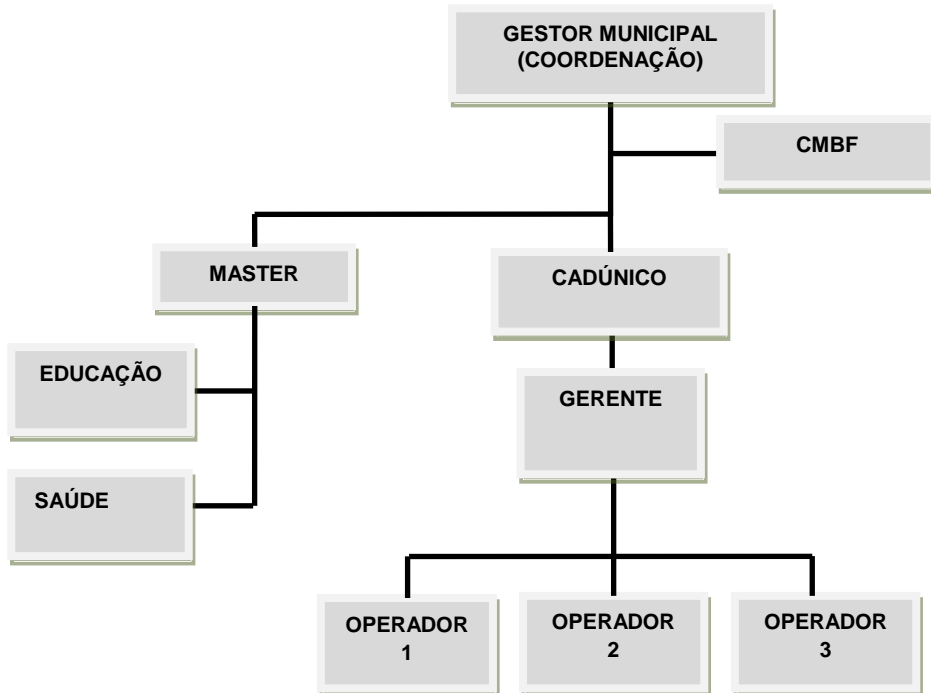 GESTOR MUNICIPAL
(COORDENAÇÃO)
CMBF
MASTER
CADÚNICO
EDUCAÇÃO
GERENTE
SAÚDE
OPERADOR
1
OPERADOR
2
OPERADOR
3